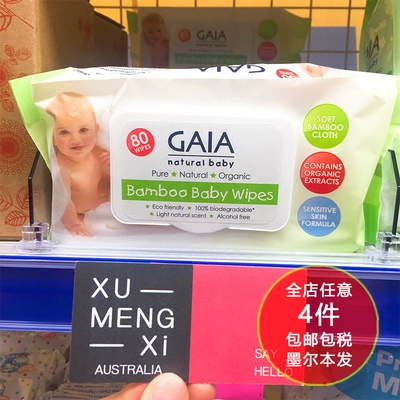 80
WIPES
GAIA
natural baby
Pure ★ Natural ★ Organic
Bamboo Baby Wipes
★ Eco friendly ★ 100% biodegradable*
★ Light natural scent ★ Alcohol free
SOFT
BAMBOO
CLOTH
CONTAINS
ORGANIC
EXTRACTS
SENSITIVE
SKIN
FORMULA
XU —
MENG
— Xi
AUSTRALIA
SAY
HELLO
全店任意
4件
包邮包税
墨尔本发